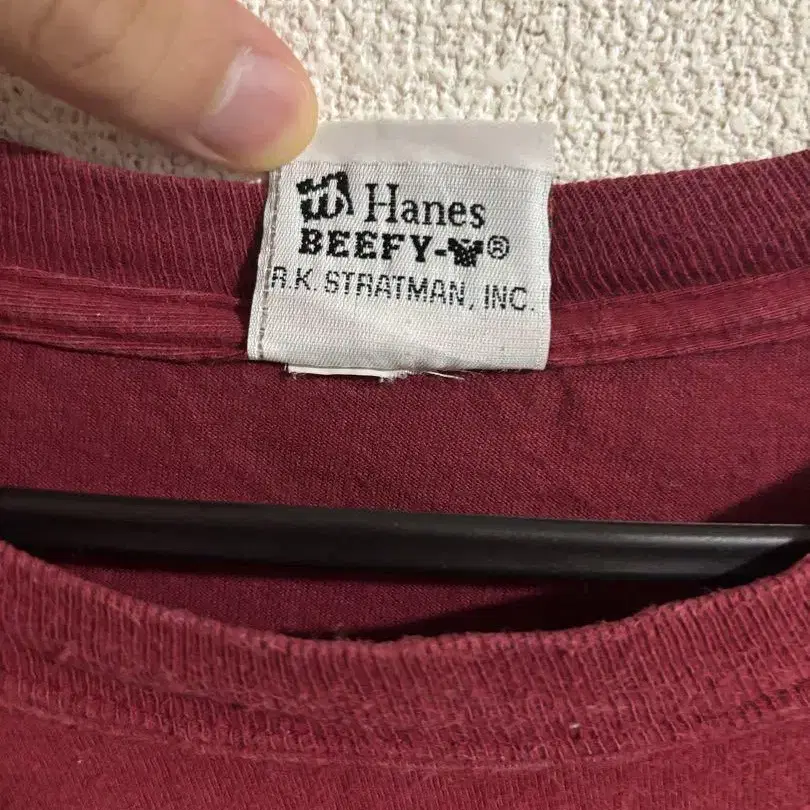 Hanes
BEEFY-T®
R.K. STRATMAN, INC.